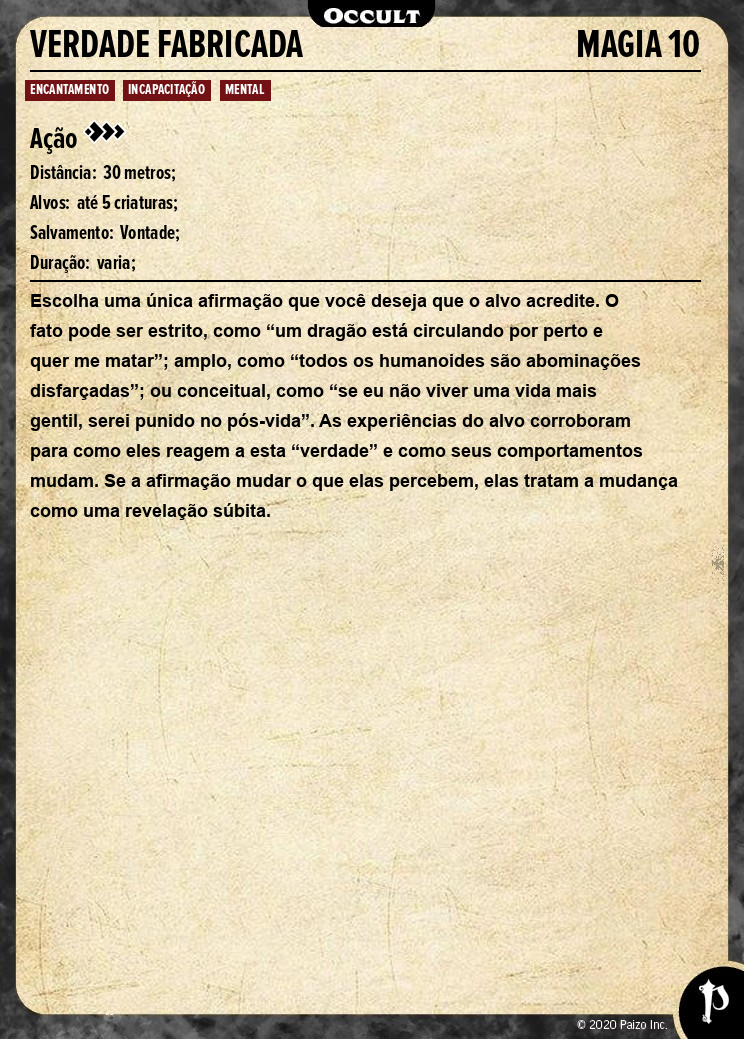 Occult
VERDADE FABRICADA MAGIA 10
ENCANTAMENTO INCAPACITAÇÃO MENTAL
Ação
Distância: 30 metros;
Alvos: até 5 criaturas;
Salvamento: Vontade;
Duração: varia;
Escolha uma única afirmação que você deseja que o alvo acredite. O
fato pode ser estrito, como “um dragão está circulando por perto e
quer me matar”; amplo, como “todos os humanoides são abominações
disfarçadas”; ou conceitual, como “se eu não viver uma vida mais
gentil, serei punido no pós-vida”. As experiências do alvo corroboram
para como eles reagem a esta “verdade” e como seus comportamentos
mudam. Se a afirmação mudar o que elas percebem, elas tratam a mudança
como uma revelação súbita.
© 2020 Paizo Inc.
P